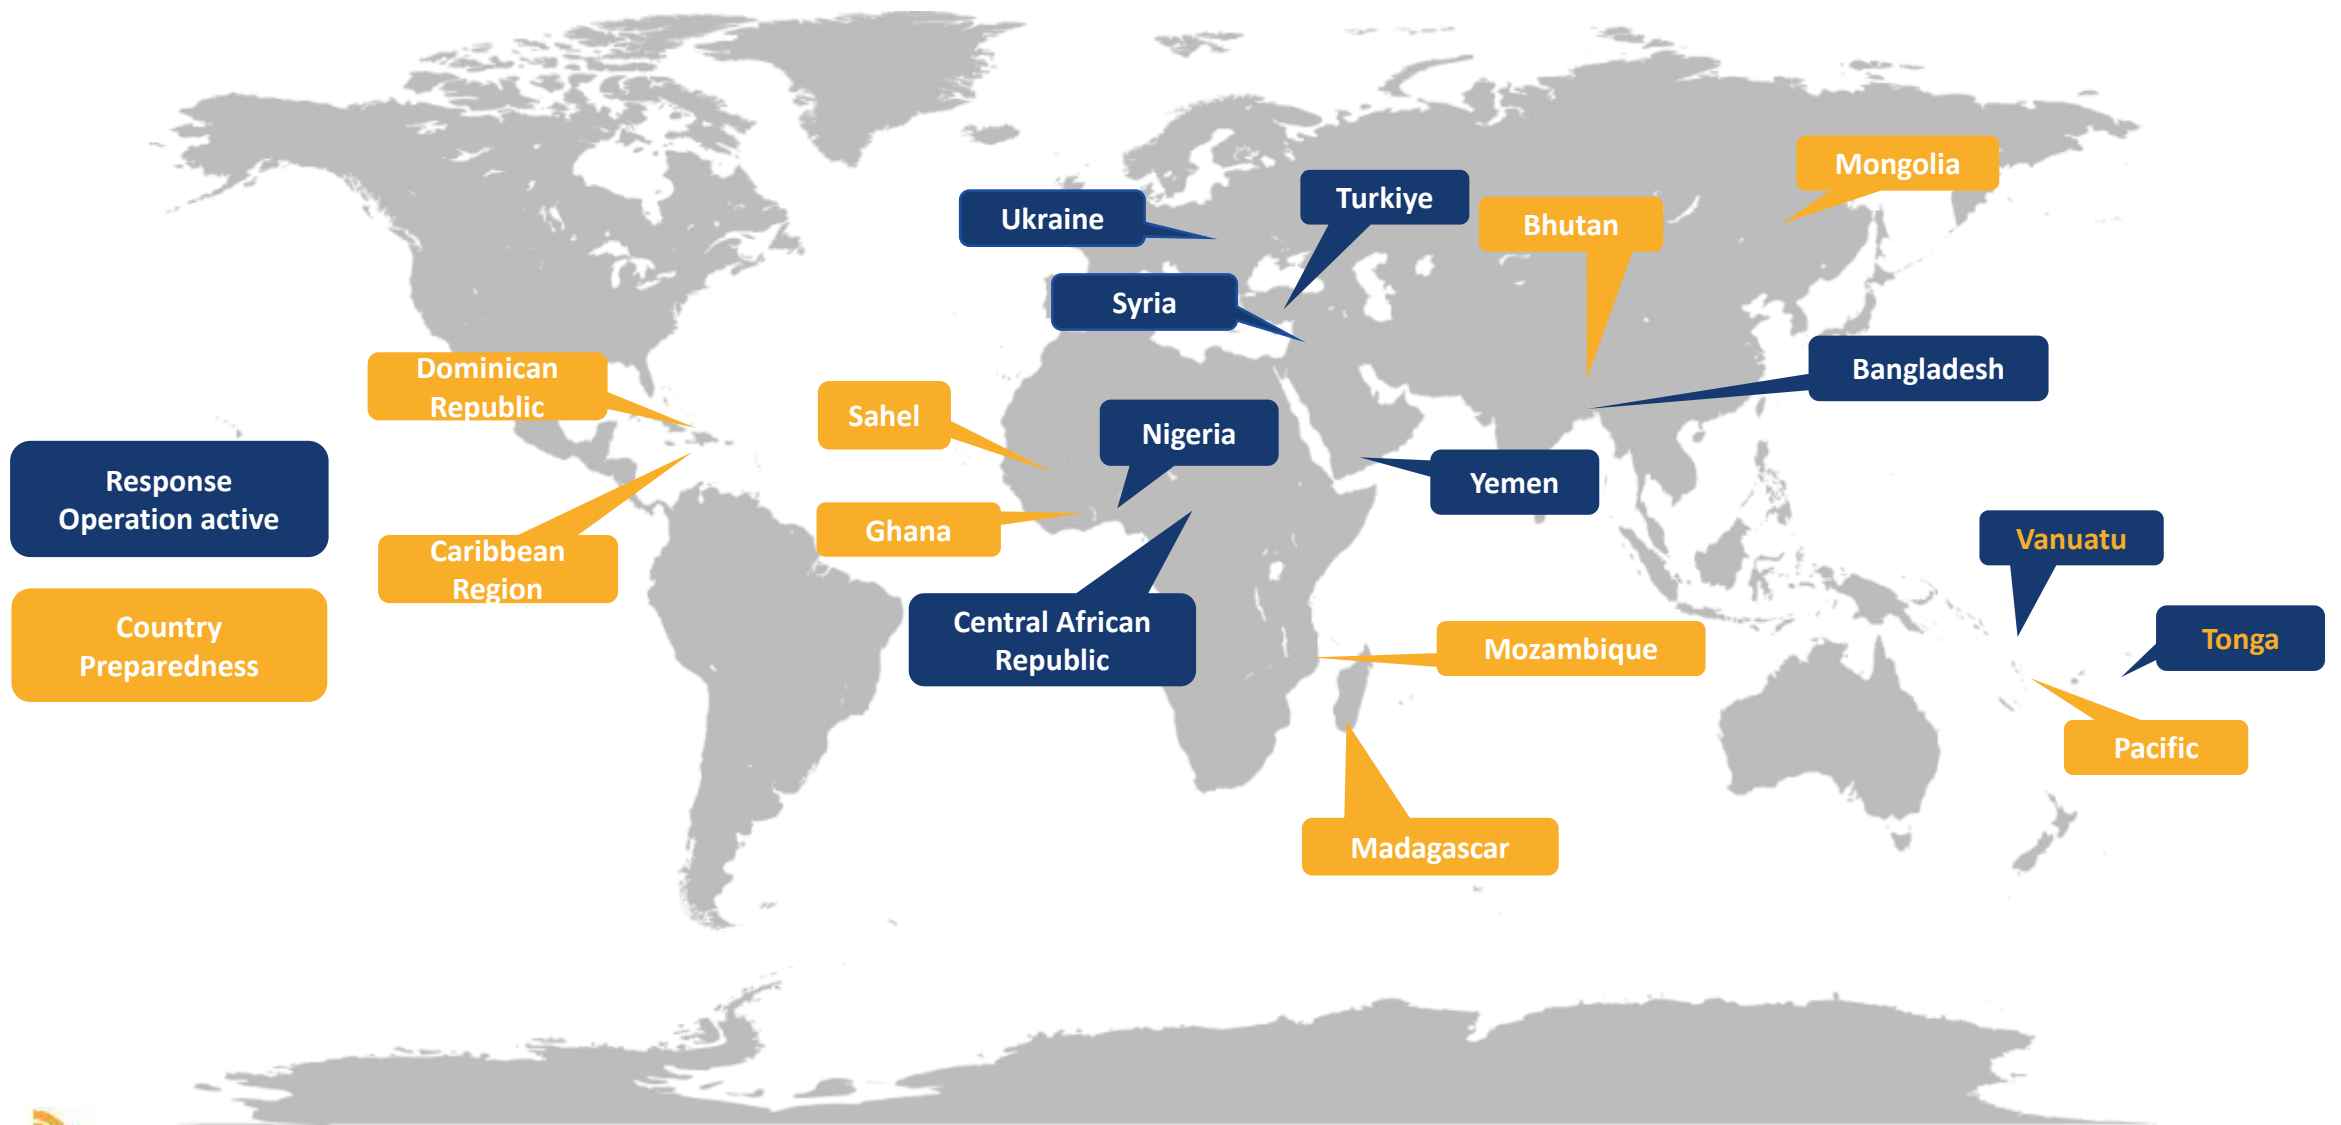 Mongolia
Turkiye
Ukraine
Bhutan
Syria
Dominican
Republic
Bangladesh
Sahel
Nigeria
Response
Operation active
Yemen
Ghana
Caribbean
Region
Vanuatu
Country
Preparedness
Central African
Republic
Mozambique
Tonga
Pacific
Madagascar